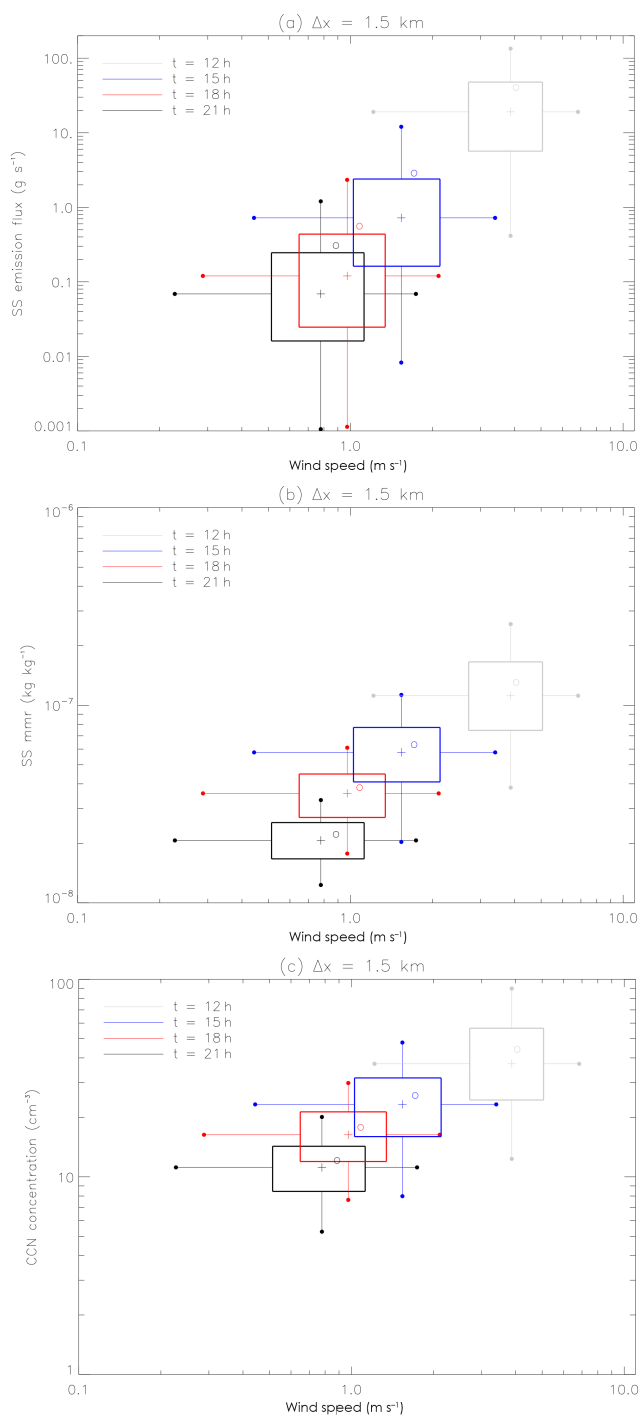 (a) Δx = 1.5 km
100.
10.
1.0
0.1
0.01
0.001
SS emission flux (g s⁻¹)
t = 12 h
t = 15 h
t = 18 h
t = 21 h
0.1
1.0
10.0
Wind speed (m s⁻¹)
(b) Δx = 1.5 km
10⁻⁶
10⁻⁷
10⁻⁸
SS mmr (kg kg⁻¹)
t = 12 h
t = 15 h
t = 18 h
t = 21 h
0.1
1.0
10.0
Wind speed (m s⁻¹)
(c) Δx = 1.5 km
100
10
1
CCN concentration (cm⁻³)
t = 12 h
t = 15 h
t = 18 h
t = 21 h
0.1
1.0
10.0
Wind speed (m s⁻¹)